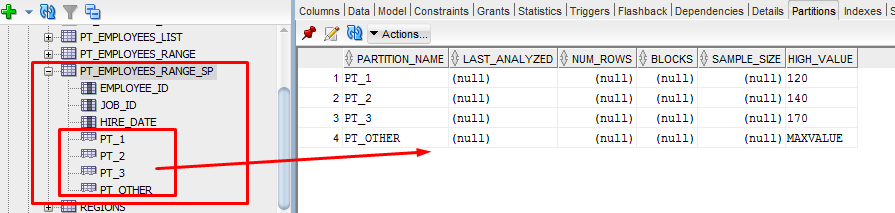 PT_EMPLOYEES_LIST
PT_EMPLOYEES_RANGE
PT_EMPLOYEES_RANGE_SP
EMPLOYEE_ID
JOB_ID
HIRE_DATE
PT_1
PT_2
PT_3
PT_OTHER
REGIONS
Columns Data Model Constraints Grants Statistics Triggers Flashback Dependencies Details Partitions Indexes S
Actions...
PARTITION_NAME LAST_ANALYZED NUM_ROWS BLOCKS SAMPLE_SIZE HIGH_VALUE
1 PT_1 (null) (null) (null) (null) 120
2 PT_2 (null) (null) (null) (null) 140
3 PT_3 (null) (null) (null) (null) 170
4 PT_OTHER (null) (null) (null) (null) MAXVALUE